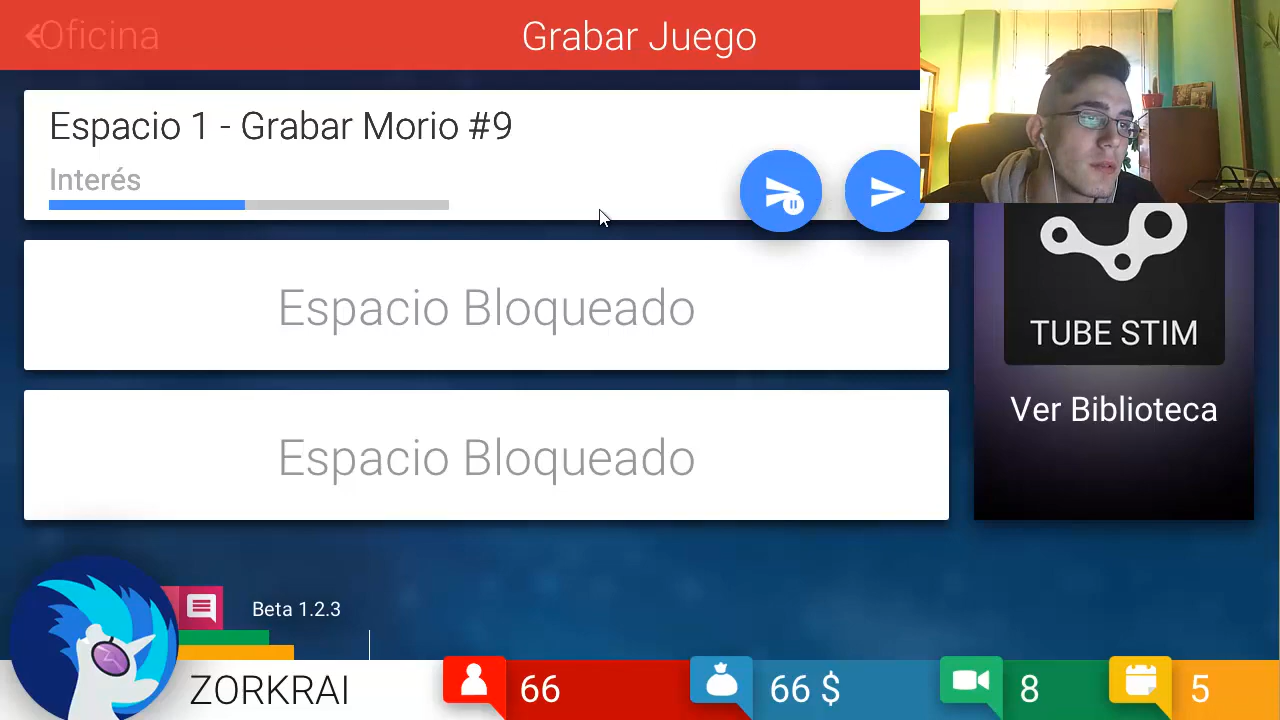 Oficina
Grabar Juego
Espacio 1 - Grabar Morio #9
Interés
Espacio Bloqueado
Espacio Bloqueado
TUBE STIM
Ver Biblioteca
Beta 1.2.3
ZORKRAI
66
66 $
8
5